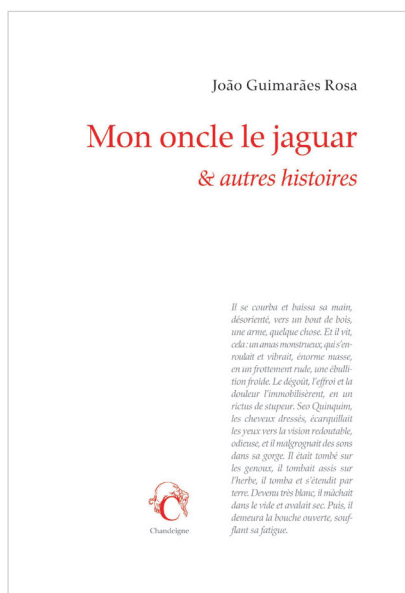 João Guimarães Rosa
Mon oncle le jaguar
& autres histoires
Il se courba et baissa sa main,
désorienté, vers un bout de bois,
une arme, quelque chose. Et il vit,
cela : un amas monstrueux, qui s'en-
roulait et vibrait, énorme masse,
en un frottement rude, une ébulli-
tion froide. Le dégoût, l'effroi et la
douleur l'immobilisèrent, en un
rictus de stupeur. Seo Quinquim,
les cheveux dressés, écarquillait
les yeux vers la vision redoutable,
odieuse, et il malgrognait des sons
dans sa gorge. Il était tombé sur
les genoux, il tombait assis sur
l'herbe, il tomba et s'étendit par
terre. Devenu très blanc, il mâchait
dans le vide et avalait sec. Puis, il
demeura la bouche ouverte, souf-
flant sa fatigue.
C
Chandeigne